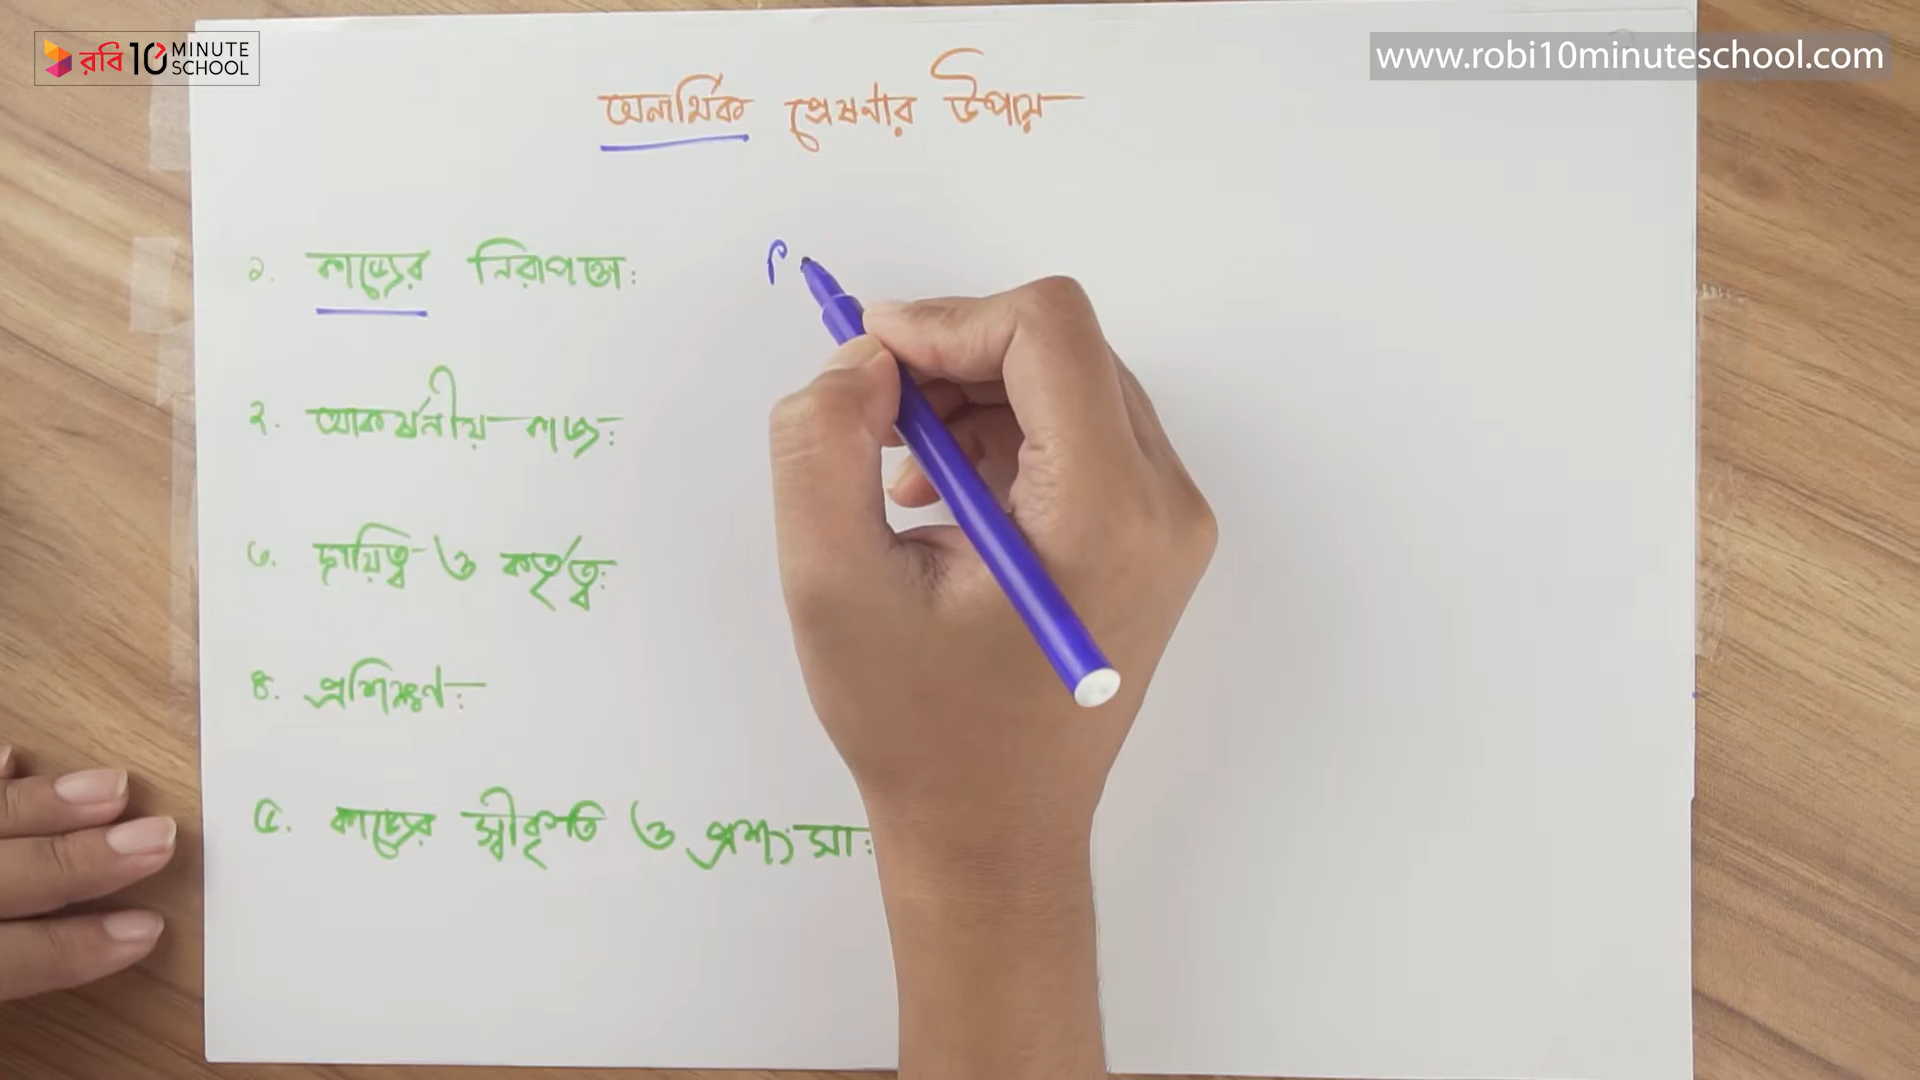 রবি 10 MINUTE SCHOOL
www.robi10minuteschool.com
অনার্থিক প্রেষণার উপায়
১. কাজের নিরাপত্তা:
২. আকর্ষনীয় কাজ:
৩. দায়িত্ব ও কর্তৃত্ব:
৪. প্রশিক্ষণ:
৫. কাজের স্বীকৃতি ও প্রশংসা: